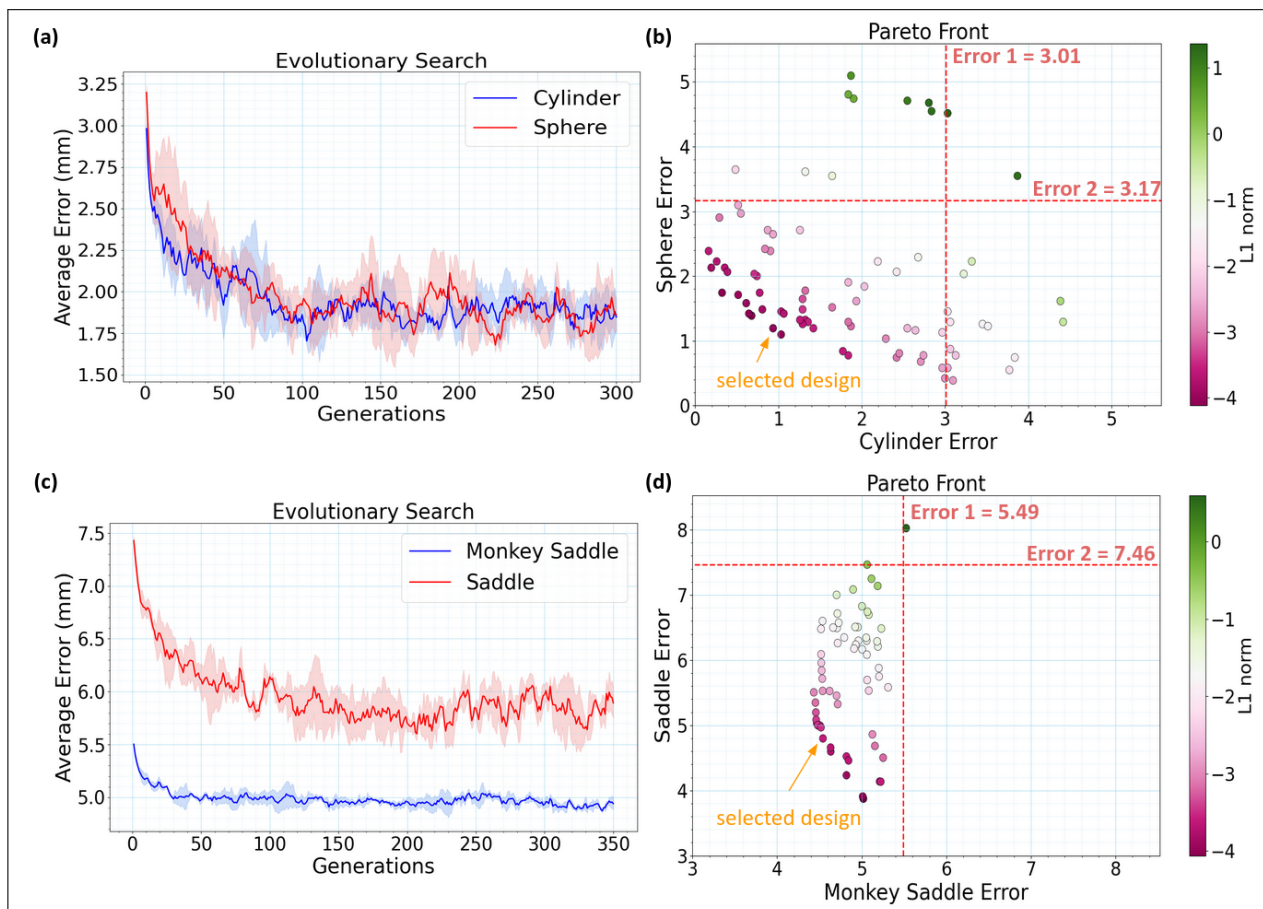 (a)
Evolutionary Search
3.25
3.00
2.75
2.50
2.25
2.00
1.75
1.50
Average Error (mm)
Cylinder
Sphere
0 50 100 150 200 250 300
Generations
(b)
Pareto Front
Error 1 = 3.01
Error 2 = 3.17
5
4
3
2
1
0
Sphere Error
selected design
0 1 2 3 4 5
Cylinder Error
1
0
−1
−2
−3
−4
L1 norm
(c)
Evolutionary Search
7.5
7.0
6.5
6.0
5.5
5.0
Average Error (mm)
Monkey Saddle
Saddle
0 50 100 150 200 250 300 350
Generations
(d)
Pareto Front
Error 1 = 5.49
Error 2 = 7.46
8
7
6
5
4
3
Saddle Error
selected design
3 4 5 6 7 8
Monkey Saddle Error
0
−1
−2
−3
−4
L1 norm